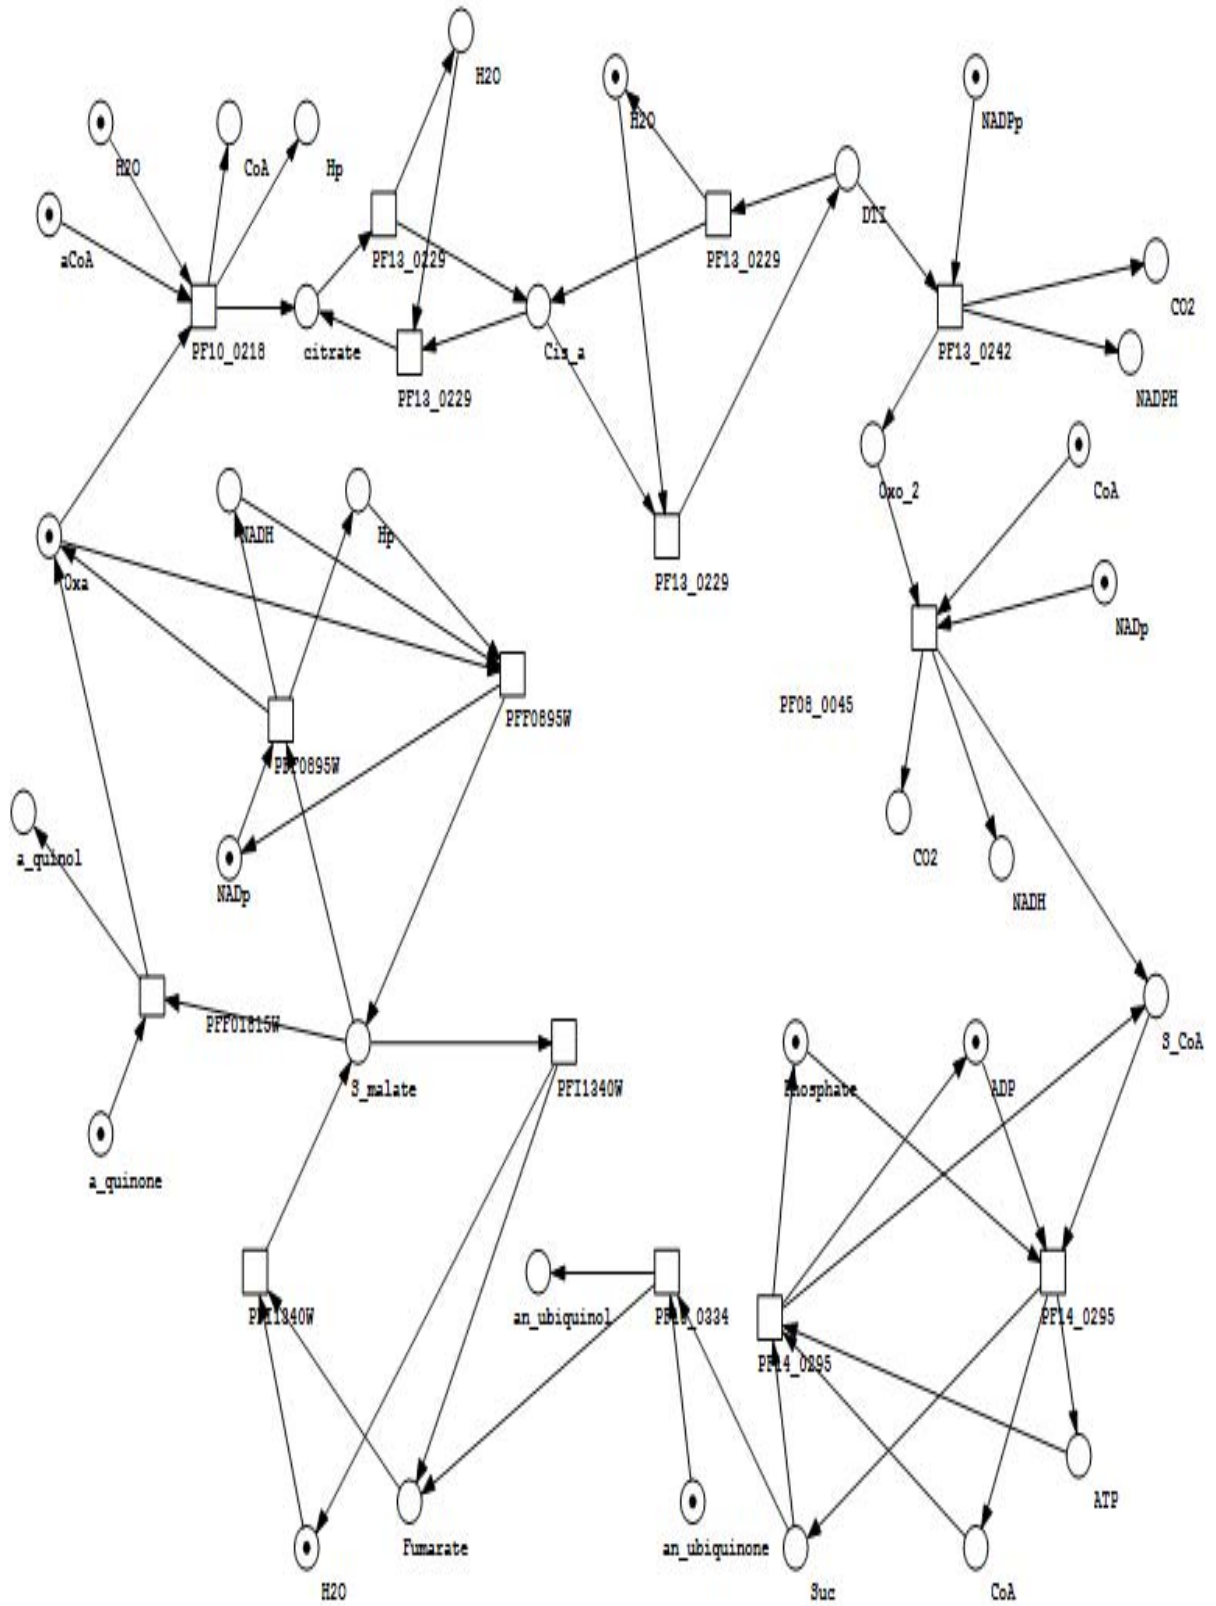 H2O
H2O
CoA
Hp
H2O
NADPp
aCoA
PF13_0229
PF13_0229
DTI
CO2
PF10_0218
citrate
PF13_0229
Cis_a
PF13_0242
NADPH
NADH
Hp
Oxo_2
CoA
Oxa
PF13_0229
NADp
PFF0895W
PFF0895W
PF08_0045
a_quinol
NADp
CO2
NADH
PFF01815W
S_malate
PFI1340W
Phosphate
ADP
S_CoA
a_quinone
PFI1340W
an_ubiquinol
PF10_0334
PF14_0295
PF14_0295
H2O
Fumarate
an_ubiquinone
Suc
CoA
ATP